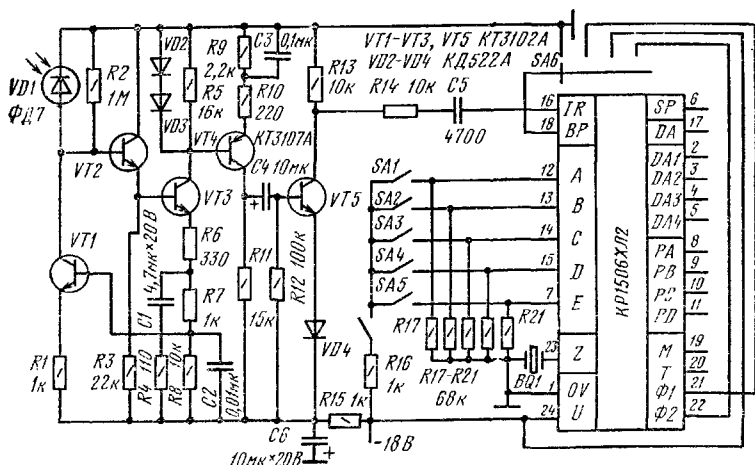 VD1
ФД7
R2
1М
VD2
VD3
R9
2,2к
C3
0,1мк
R5
16к
R10
220
VT4
КТ3107А
VT2
VT3
C4 10мк
+
VT5
VT1
R6
330
4,7мк×20В
C1
R7
1к
R11
15к
R12 100к
R1
1к
R3
22к
R4 110
R8 10к
C2
0,01мк
C6
10мк×20В
+
VD4
R15 1к
-18В
R16
1к
VT1-VT3, VT5 КТ3102А
VD2-VD4 КД522А
SA6
R13
10к
R14 10к
C5
4700
SA1
SA2
SA3
SA4
SA5
R17
R21
R17-R21
68к
BQ1
16
18
12
13
14
15
7
23
1
24
IR
BP
A
B
C
D
E
Z
OV
U
КР1506ХЛ2
SP
DA
DA1
DA2
DA3
DA4
PA
PB
PC
PD
M
T
Ф1
Ф2
6
17
2
3
4
5
8
9
10
11
19
20
21
22